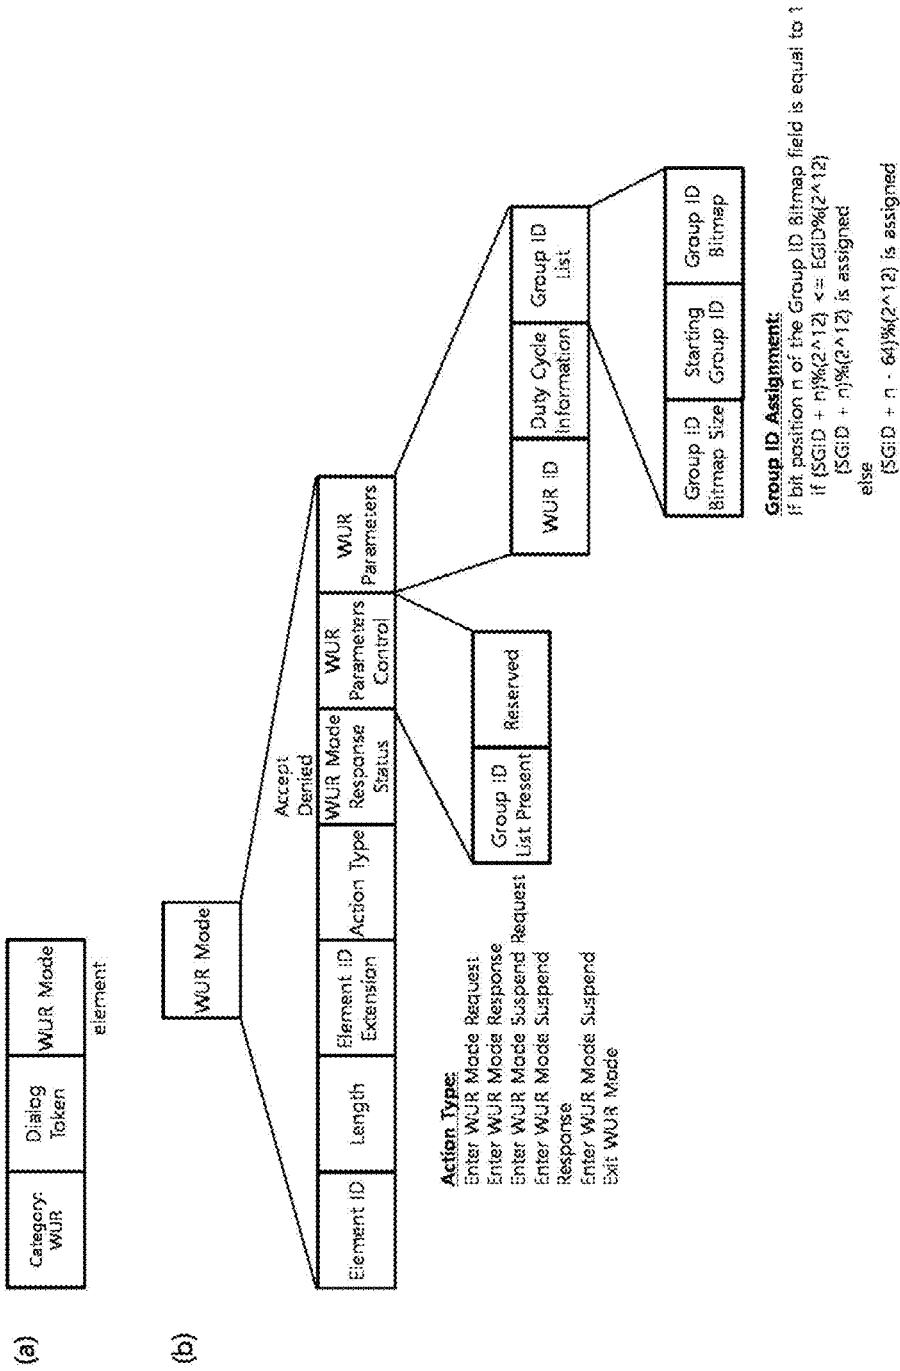 (a)
Category:
WUR
Dialog
Token
WUR Mode
element
(b)
WUR Mode
Accept
Denied
Element ID
Length
Element ID
Extension
Action Type
WUR Mode
Response
Status
WUR
Parameters
Control
WUR
Parameters
Action Type:
Enter WUR Mode Request
Enter WUR Mode Response
Enter WUR Mode Suspend Request
Enter WUR Mode Suspend
Response
Enter WUR Mode Suspend
Exit WUR Mode
Group ID
List Present
Reserved
WUR ID
Duty Cycle
Information
Group ID
List
Group ID
Bitmap Size
Starting
Group ID
Group ID
Bitmap
Group ID Assignment:
If bit position n of the Group ID Bitmap field is equal to 1
if (SGID + n)%(2^12) <= EGID%(2^12)
(SGID + n)%(2^12) is assigned
else
(SGID + n - 64)%(2^12) is assigned